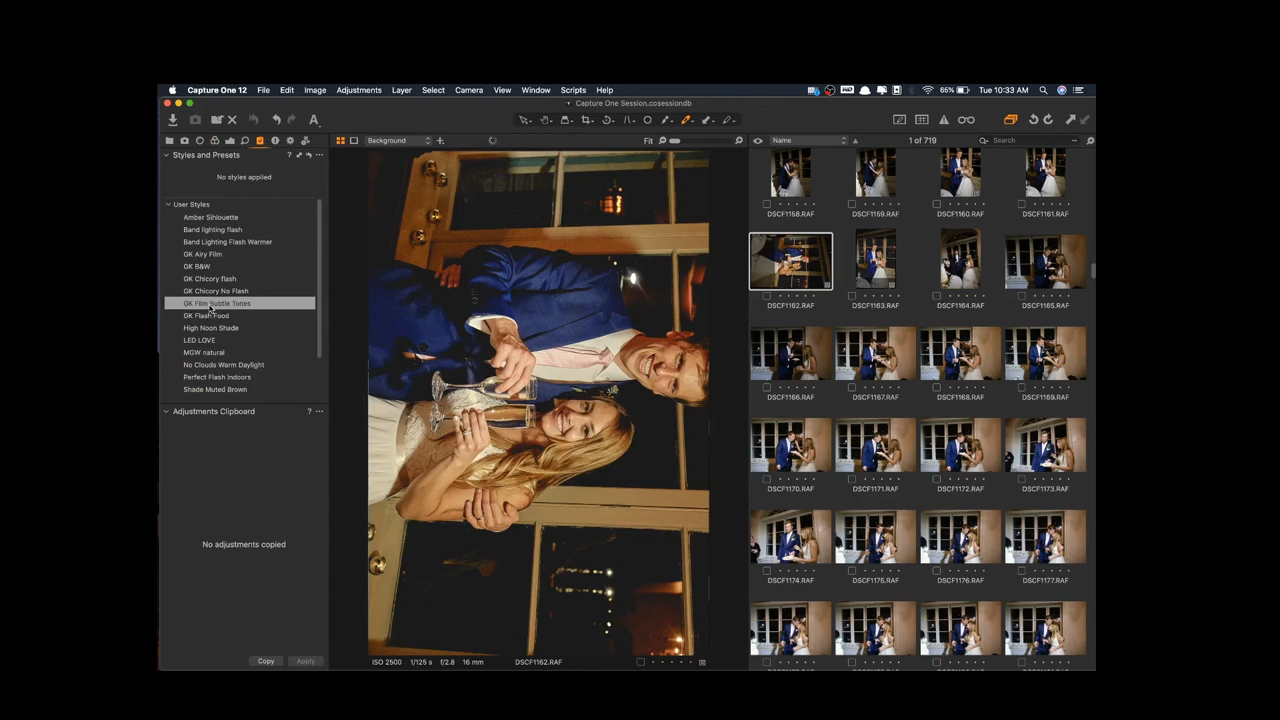 Capture One 12 File Edit Image Adjustments Layer Select Camera View Window Scripts Help 66% Tue 10:33 AM
Capture One Session.cosessiondb
Background Fit Name 1 of 719 Search
Styles and Presets
No styles applied
User Styles
Amber Sihlouette
Band lighting flash
Band Lighting Flash Warmer
GK Airy Film
GK B&W
GK Chicory flash
GK Chicory No Flash
GK Film Subtle Tones
GK Flash Food
High Noon Shade
LED LOVE
MGW natural
No Clouds Warm Daylight
Perfect Flash Indoors
Shade Muted Brown
Adjustments Clipboard
No adjustments copied
Copy Apply
ISO 2500 1/125 s f/2.8 16 mm DSCF1162.RAF
DSCF1158.RAF DSCF1159.RAF DSCF1160.RAF DSCF1161.RAF
DSCF1162.RAF DSCF1163.RAF DSCF1164.RAF DSCF1165.RAF
DSCF1166.RAF DSCF1167.RAF DSCF1168.RAF DSCF1169.RAF
DSCF1170.RAF DSCF1171.RAF DSCF1172.RAF DSCF1173.RAF
DSCF1174.RAF DSCF1175.RAF DSCF1176.RAF DSCF1177.RAF